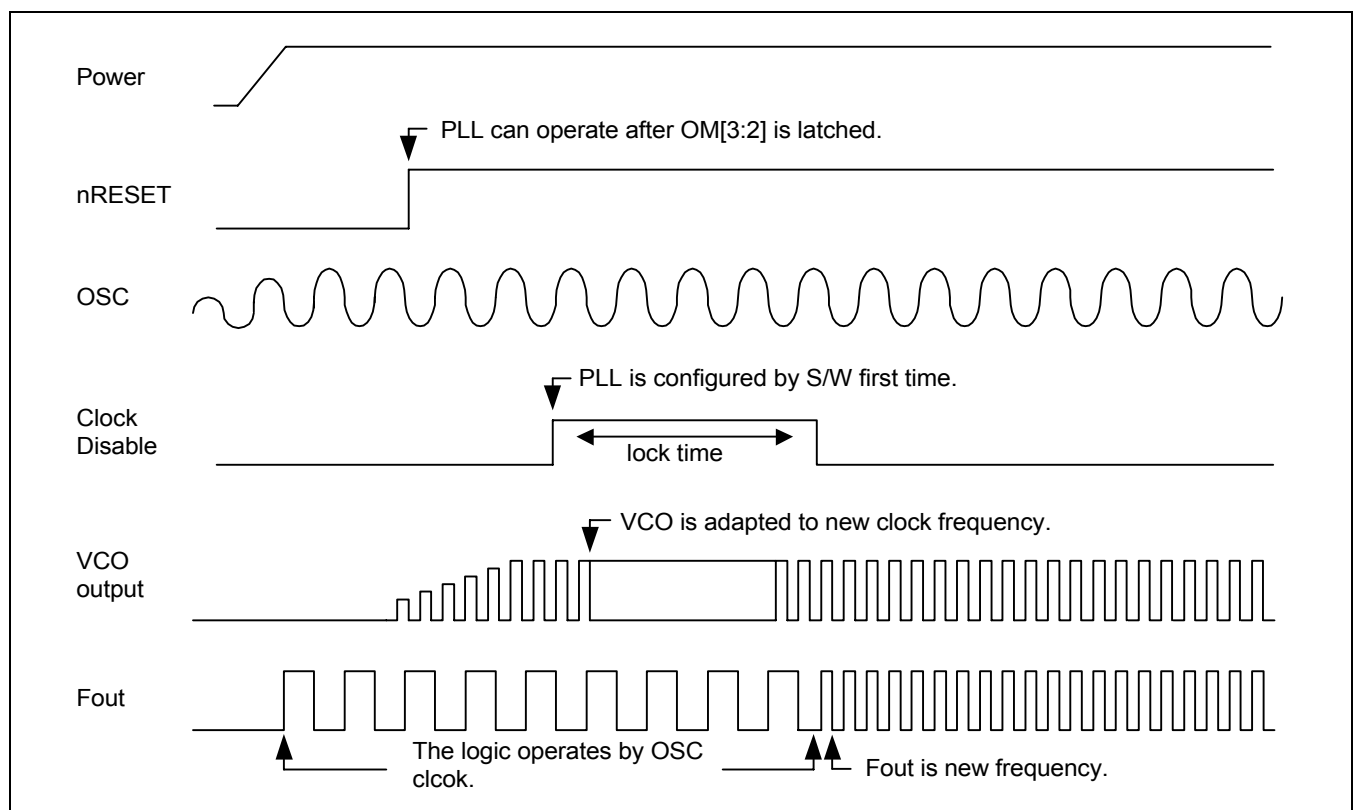 Power
PLL can operate after OM[3:2] is latched.
nRESET
OSC
PLL is configured by S/W first time.
Clock
Disable
lock time
VCO is adapted to new clock frequency.
VCO
output
Fout
The logic operates by OSC
clcok.
Fout is new frequency.